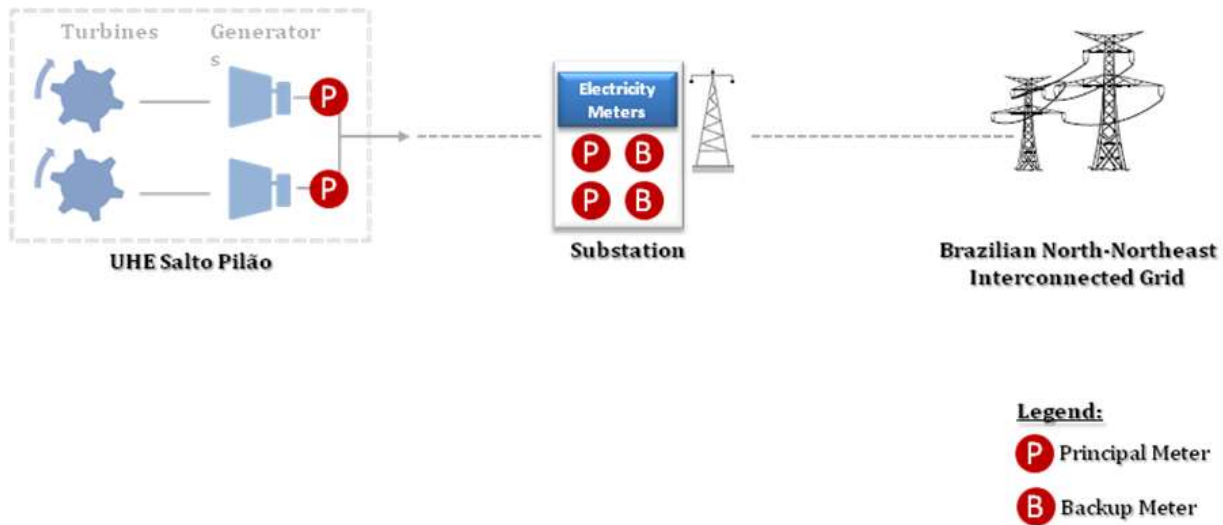 Turbines
Generator
s
P
P
UHE Salto Pilão
Electricity
Meters
P B
P B
Substation
Brazilian North-Northeast
Interconnected Grid
Legend:
P Principal Meter
B Backup Meter